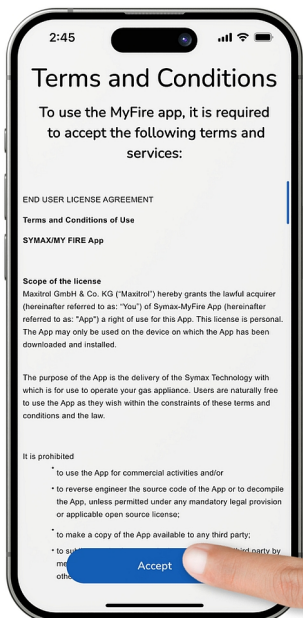 2:45
Terms and Conditions
To use the MyFire app, it is required
to accept the following terms and
services:
END USER LICENSE AGREEMENT
Terms and Conditions of Use
SYMAX/MY FIRE App
Scope of the license
Maxitrol GmbH & Co. KG (“Maxitrol”) hereby grants the lawful acquirer
(hereinafter referred to as: “You”) of Symax-MyFire App (hereinafter
referred to as: "App") a right of use for this App. This license is personal.
The App may only be used on the device on which the App has been
downloaded and installed.
The purpose of the App is the delivery of the Symax Technology with
which is for use to operate your gas appliance. Users are naturally free
to use the App as they wish within the constraints of these terms and
conditions and the law.
It is prohibited
• to use the App for commercial activities and/or
• to reverse engineer the source code of the App or to decompile
the App, unless permitted under any mandatory legal provision
or applicable open source license;
• to make a copy of the App available to any third party;
• to third party by
Accept